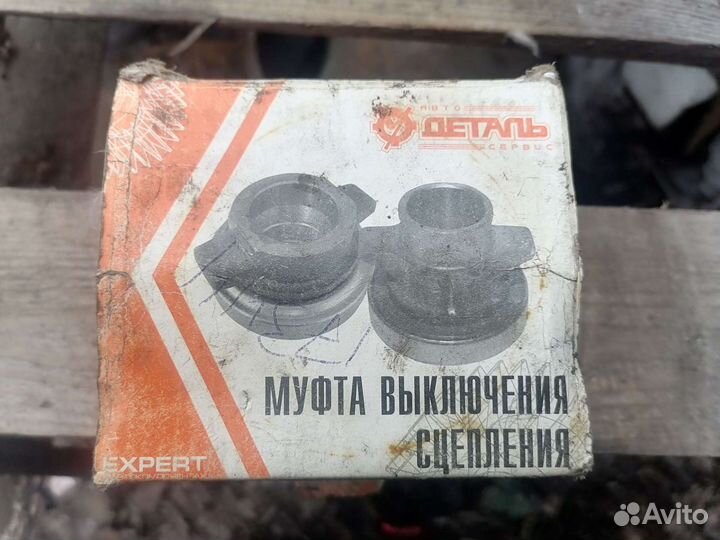 АВТО
ДЕТАЛЬ
СЕРВИС
МУФТА ВЫКЛЮЧЕНИЯ
СЦЕПЛЕНИЯ
EXPERT
Avito